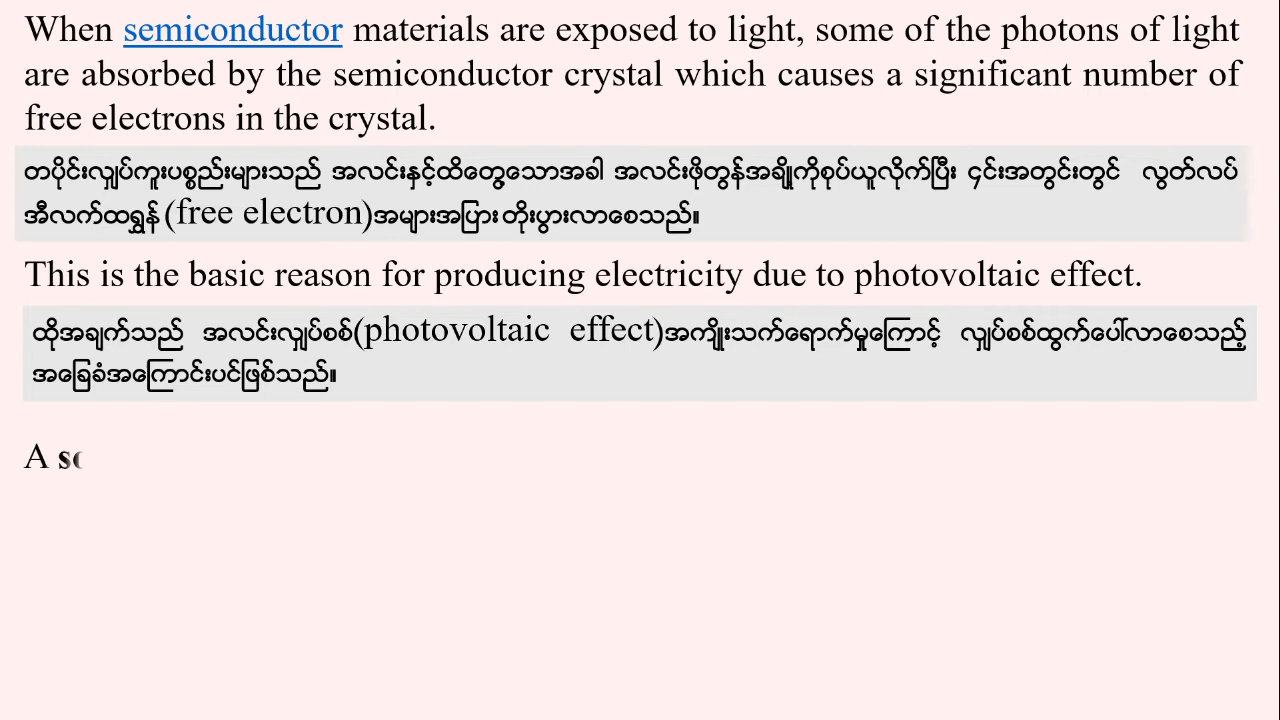 When semiconductor materials are exposed to light, some of the photons of light
are absorbed by the semiconductor crystal which causes a significant number of
free electrons in the crystal.
တပိုင်းလျှပ်ကူးပစ္စည်းများသည် အလင်းနှင့်ထိတွေ့သောအခါ အလင်းဖိုတွန်အချို့ကိုစုပ်ယူလိုက်ပြီး ၄င်းအတွင်းတွင် လွတ်လပ်
အီလက်ထရွှန် (free electron)အများအပြား တိုးပွားလာစေသည်။
This is the basic reason for producing electricity due to photovoltaic effect.
ထိုအချက်သည် အလင်းလျှပ်စစ်(photovoltaic effect)အကျိုးသက်ရောက်မှုကြောင့် လျှပ်စစ်ထွက်ပေါ်လာစေသည့်
အခြေခံအကြောင်းပင်ဖြစ်သည်။
A